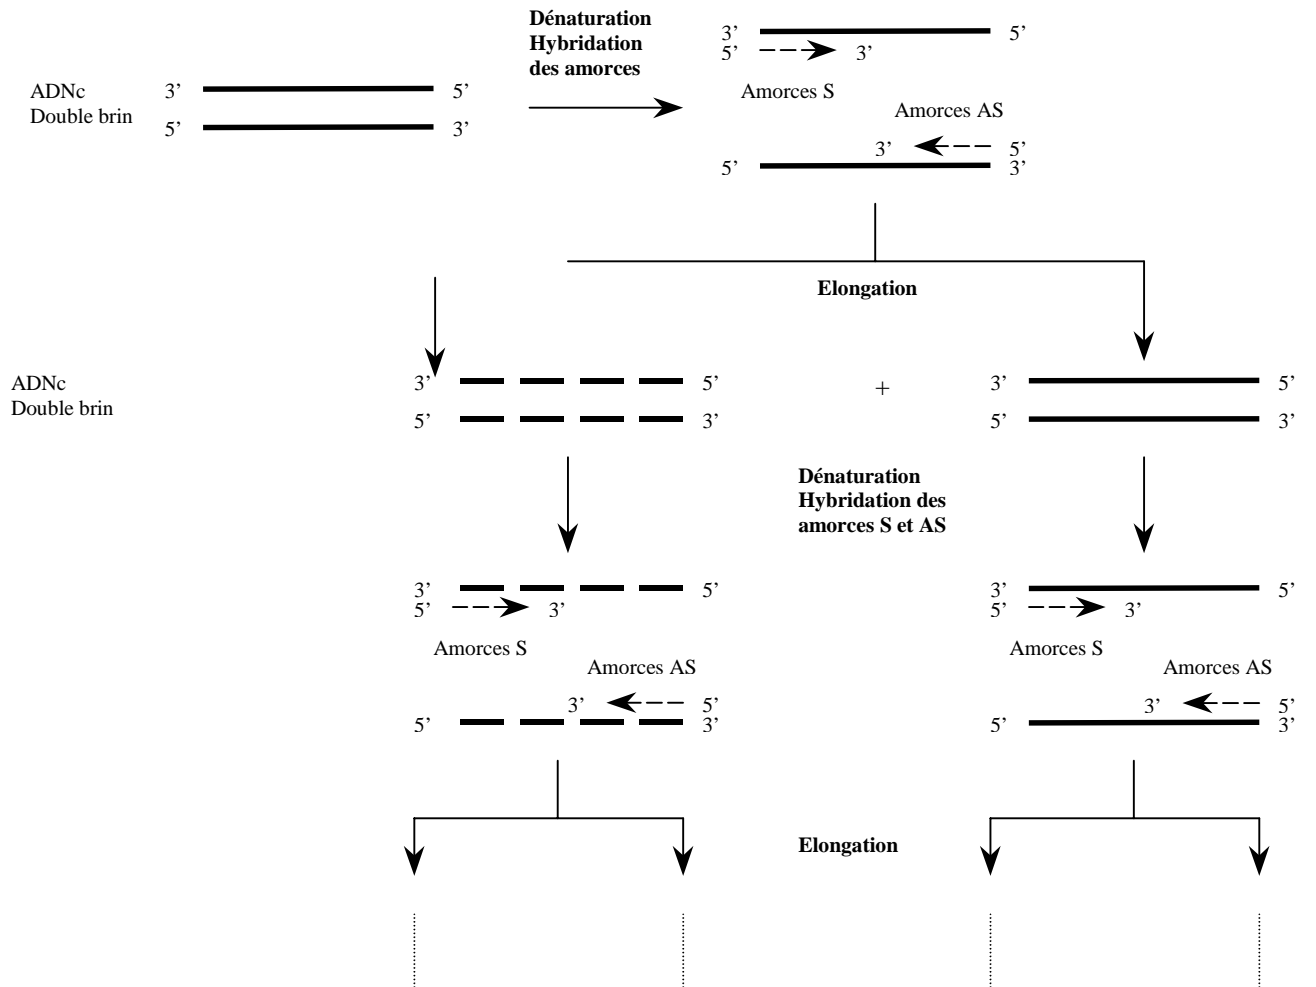 Dénaturation
Hybridation
des amorces
3’ 5’
5’ 3’
ADNc 3’ 5’
Double brin 5’ 3’
Amorces S
Amorces AS
3’ 5’
5’ 3’
Elongation
ADNc 3’ 5’ + 3’ 5’
Double brin 5’ 3’ 5’ 3’
Dénaturation
Hybridation des
amorces S et AS
3’ 5’ 3’ 5’
5’ 3’ 5’ 3’
Amorces S Amorces S
Amorces AS Amorces AS
3’ 5’ 3’ 5’
5’ 3’ 5’ 3’
Elongation